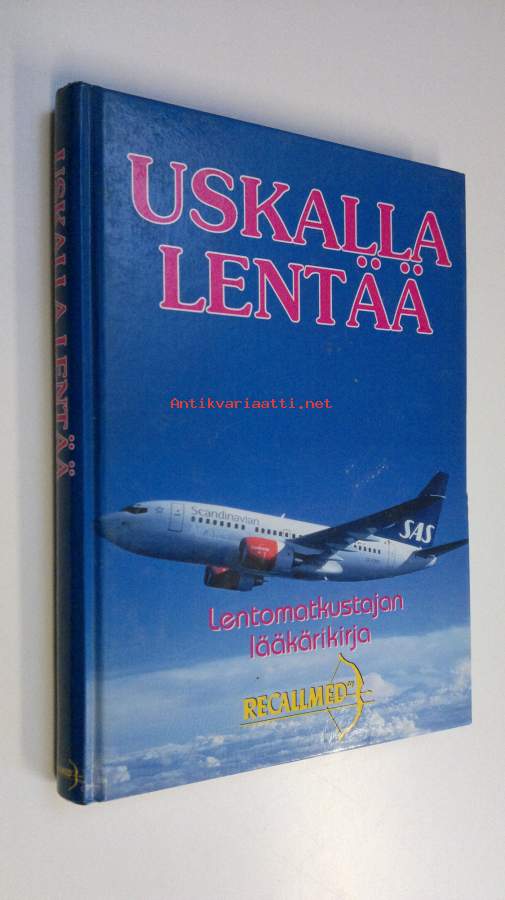 USKALLA
LENTÄÄ
USKALLA LENTÄÄ
Antikvariaatti.net
Scandinavian
SAS
Lentomatkustajan
lääkärikirja
RECALLMED